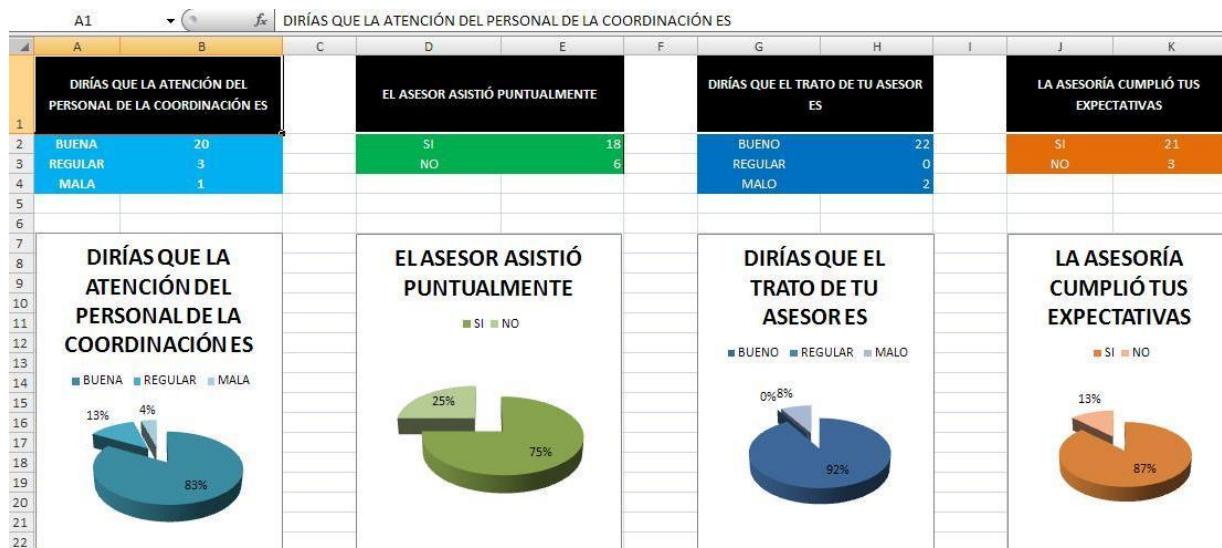 A1 fx DIRÍAS QUE LA ATENCIÓN DEL PERSONAL DE LA COORDINACIÓN ES
A B C D E F G H I J K
1
DIRÍAS QUE LA ATENCIÓN DEL
PERSONAL DE LA COORDINACIÓN ES
EL ASESOR ASISTIÓ PUNTUALMENTE
DIRÍAS QUE EL TRATO DE TU ASESOR
ES
LA ASESORÍA CUMPLIÓ TUS
EXPECTATIVAS
2 BUENA 20 SI 18 BUENO 22 SI 21
3 REGULAR 3 NO 6 REGULAR 0 NO 3
4 MALA 1 MALO 2
5
6
7
8
9
10
11
12
13
14
15
16
17
18
19
20
21
22
DIRÍAS QUE LA
ATENCIÓN DEL
PERSONAL DE LA
COORDINACIÓN ES
BUENA REGULAR MALA
13% 4%
83%
EL ASESOR ASISTIÓ
PUNTUALMENTE
SI NO
25%
75%
DIRÍAS QUE EL
TRATO DE TU
ASESOR ES
BUENO REGULAR MALO
0% 8%
92%
LA ASESORÍA
CUMPLIÓ TUS
EXPECTATIVAS
SI NO
13%
87%